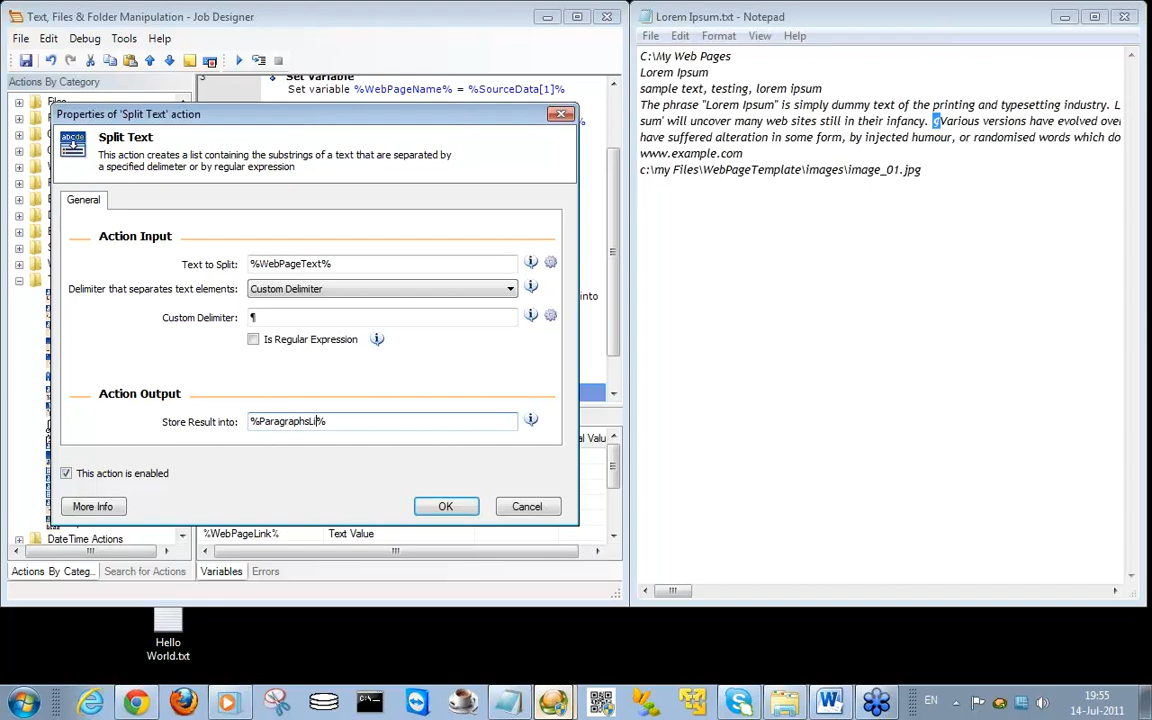 Text, Files & Folder Manipulation - Job Designer
File Edit Debug Tools Help
Actions By Category
Set Variable
Set variable %WebPageName% = %SourceData[1]%
Properties of 'Split Text' action
Split Text
This action creates a list containing the substrings of a text that are separated by
a specified delimiter or by regular expression
General
Action Input
Text to Split: %WebPageText%
Delimiter that separates text elements: Custom Delimiter
Custom Delimiter: ¶
Is Regular Expression
Action Output
Store Result into: %ParagraphsLi%
This action is enabled
More Info OK Cancel
into
al Valu
DateTime Actions
%WebPageLink% Text Value
Actions By Categ... Search for Actions Variables Errors
Lorem Ipsum.txt - Notepad
File Edit Format View Help
C:\My Web Pages
Lorem Ipsum
sample text, testing, lorem ipsum
The phrase "Lorem Ipsum" is simply dummy text of the printing and typesetting industry. L
sum' will uncover many web sites still in their infancy. ¶Various versions have evolved over
have suffered alteration in some form, by injected humour, or randomised words which do
www.example.com
c:\my Files\WebPageTemplate\images\image_01.jpg
Hello
World.txt
EN
19:55
14-Jul-2011